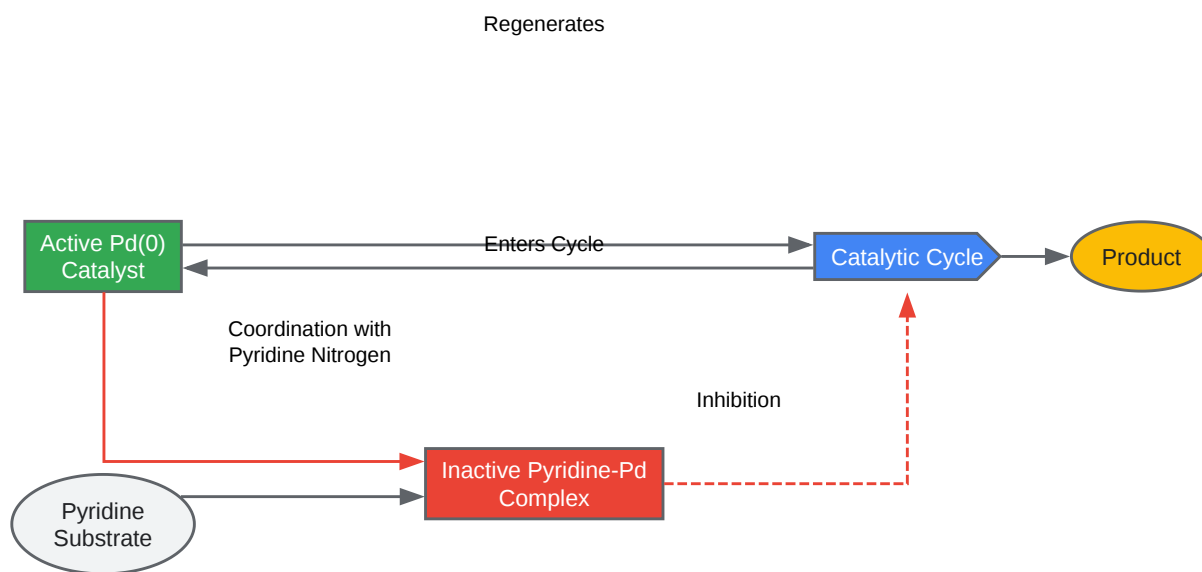 Regenerates
Active Pd(0)
Catalyst
Enters Cycle
Catalytic Cycle
Product
Coordination with
Pyridine Nitrogen
Inhibition
Inactive Pyridine-Pd
Complex
Pyridine
Substrate